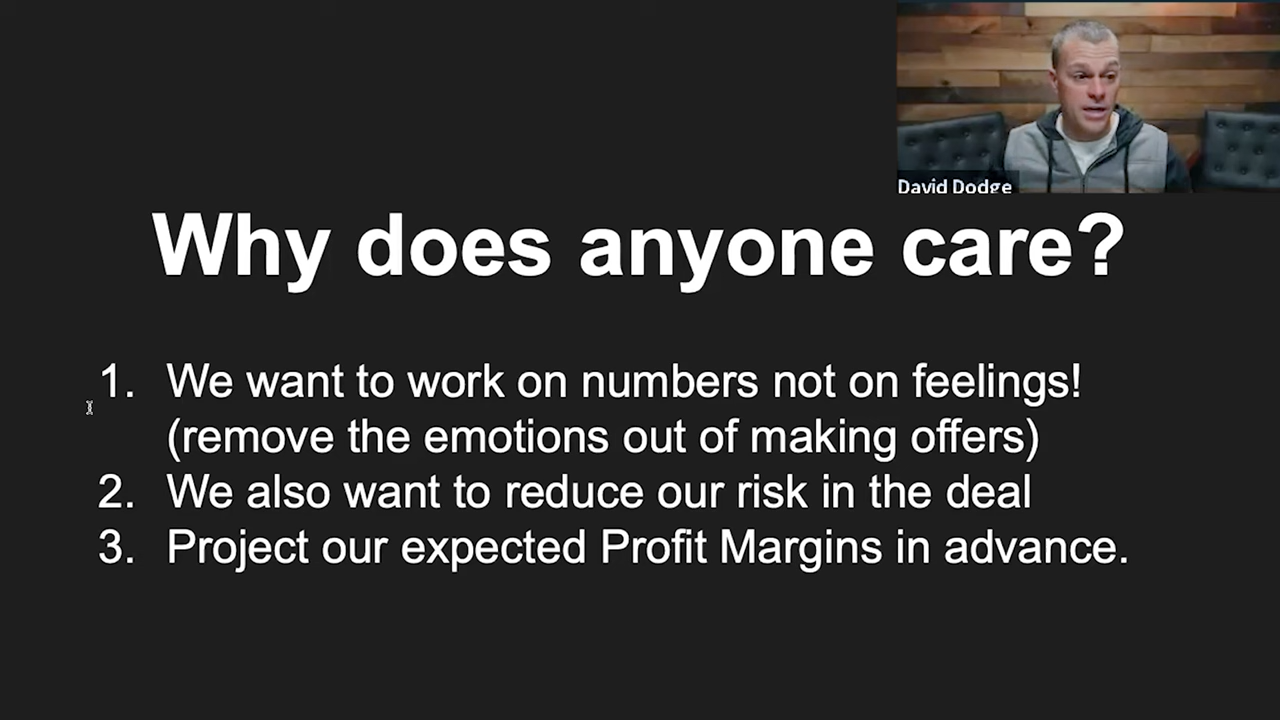 David Dodge
Why does anyone care?
1. We want to work on numbers not on feelings!
(remove the emotions out of making offers)
2. We also want to reduce our risk in the deal
3. Project our expected Profit Margins in advance.